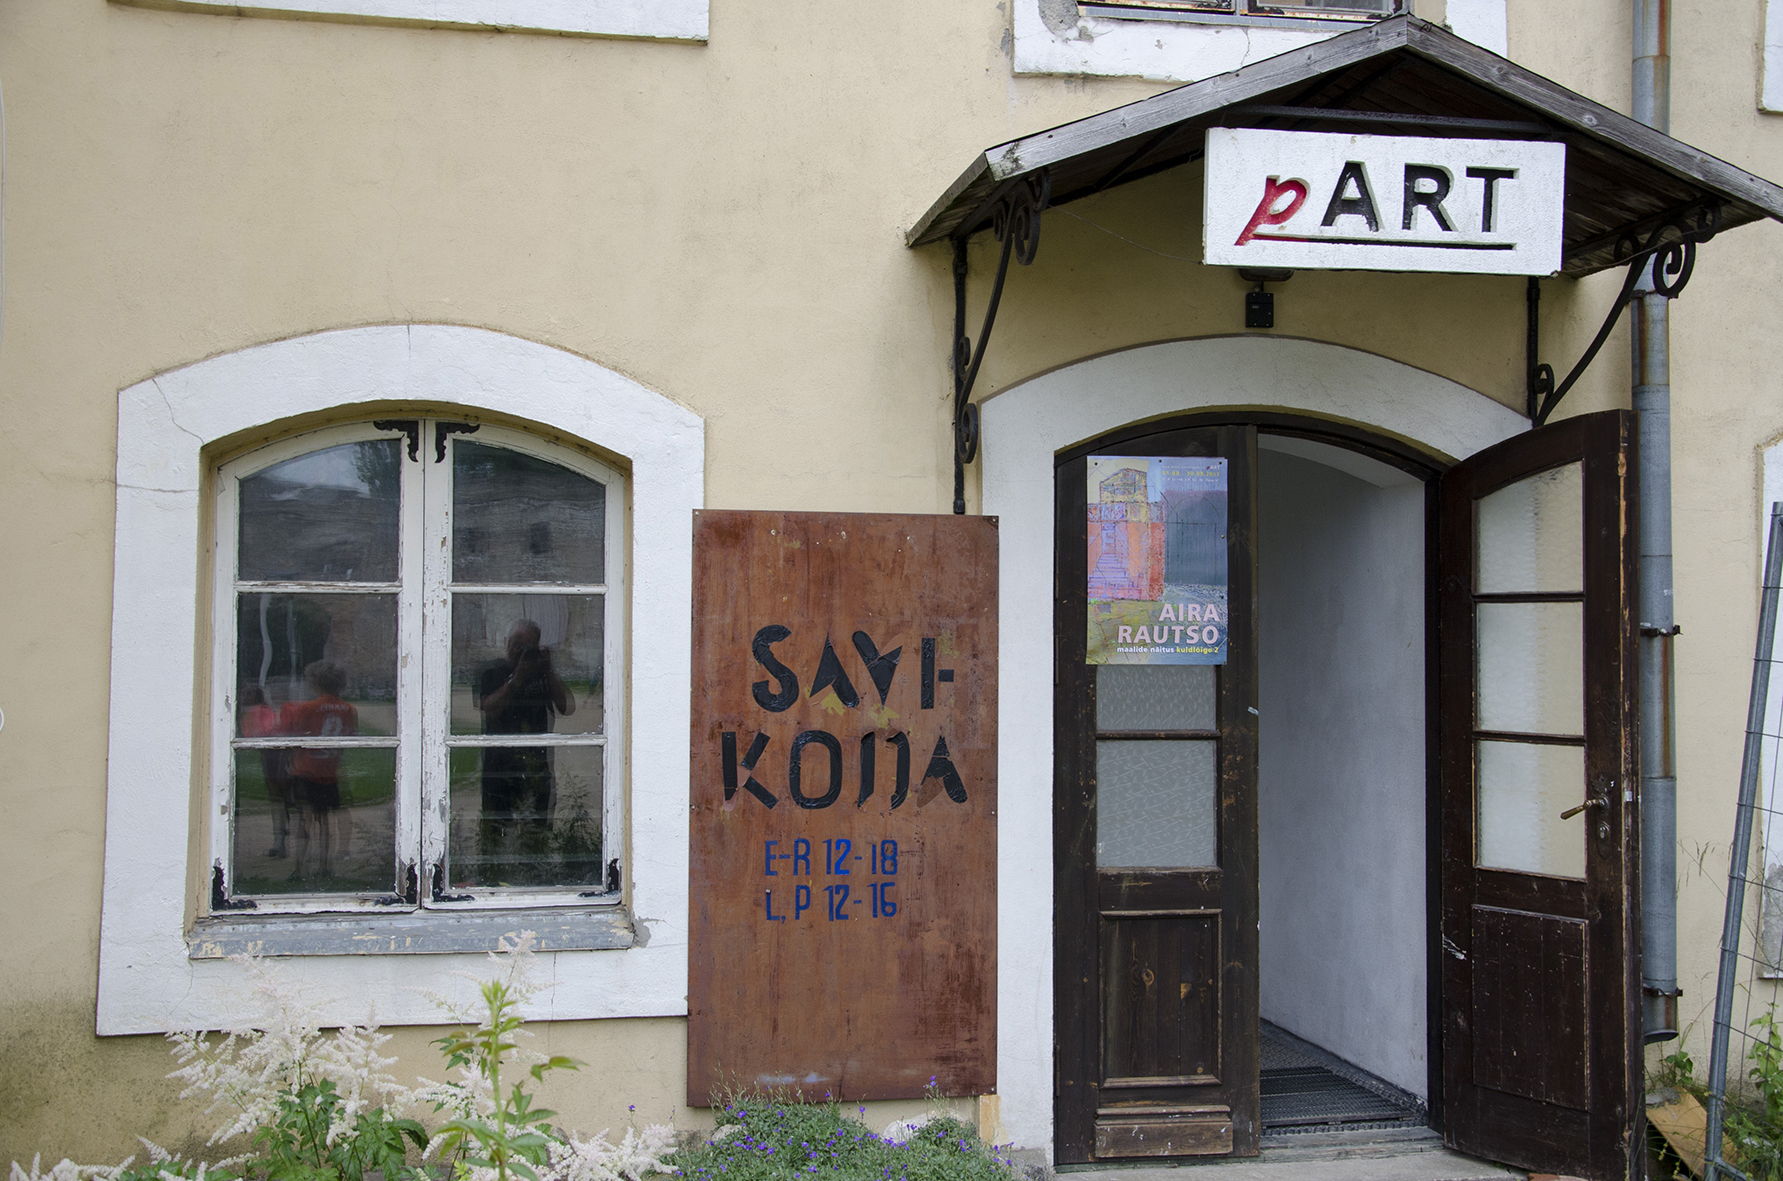 pART
SAVI-
KODA
E-R 12-18
L, P 12-16
AIRA
RAUTSO
maalide näitus kuldlõige 2